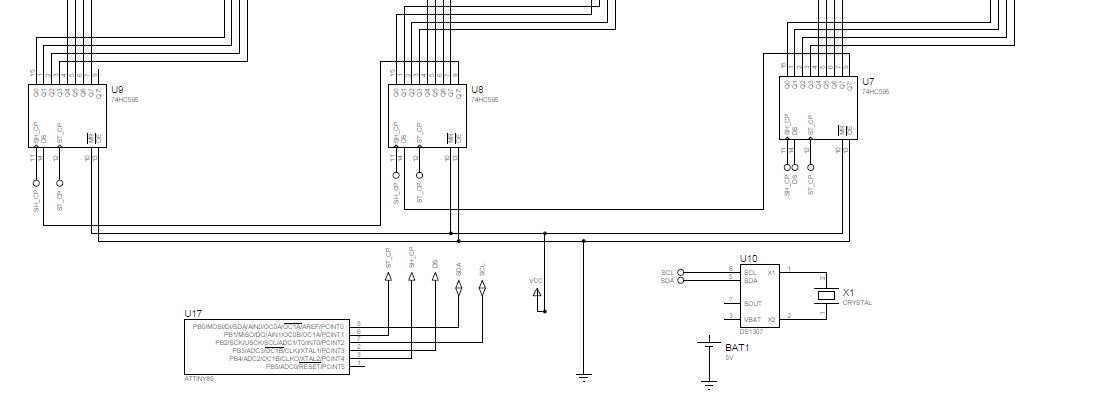 15 1 2 3 4 5 6 7 9
Q0 Q1 Q2 Q3 Q4 Q5 Q6 Q7 Q7'
U9
74HC595
SH_CP DS ST_CP MR OE
11 14 12 10 13
SH_CP ST_CP
15 1 2 3 4 5 6 7 9
Q0 Q1 Q2 Q3 Q4 Q5 Q6 Q7 Q7'
U8
74HC595
SH_CP DS ST_CP MR OE
11 14 12 10 13
SH_CP ST_CP
15 1 2 3 4 5 6 7 9
Q0 Q1 Q2 Q3 Q4 Q5 Q6 Q7 Q7'
U7
74HC595
SH_CP DS ST_CP MR OE
11 14 12 10 13
SH_CP DS ST_CP
ST_CP SH_CP DS SDA SCL
VCC
U17
PB0/MOSI/DI/SDA/AIN0/OC0A/OC1A/AREF/PCINT0 5
PB1/MISO/DO/AIN1/OC0B/OC1A/PCINT1 6
PB2/SCK/USCK/SCL/ADC1/T0/INT0/PCINT2 7
PB3/ADC3/OC1B/CLKI/XTAL1/PCINT3 2
PB4/ADC2/OC1B/CLKO/XTAL2/PCINT4 3
PB5/ADC0/RESET/PCINT5 1
ATTINY85
U10
SCL 6 SCL X1 1
SDA 5 SDA
7 SOUT
3 VBAT X2 2
DS1307
2
X1
CRYSTAL
1
BAT1
5V